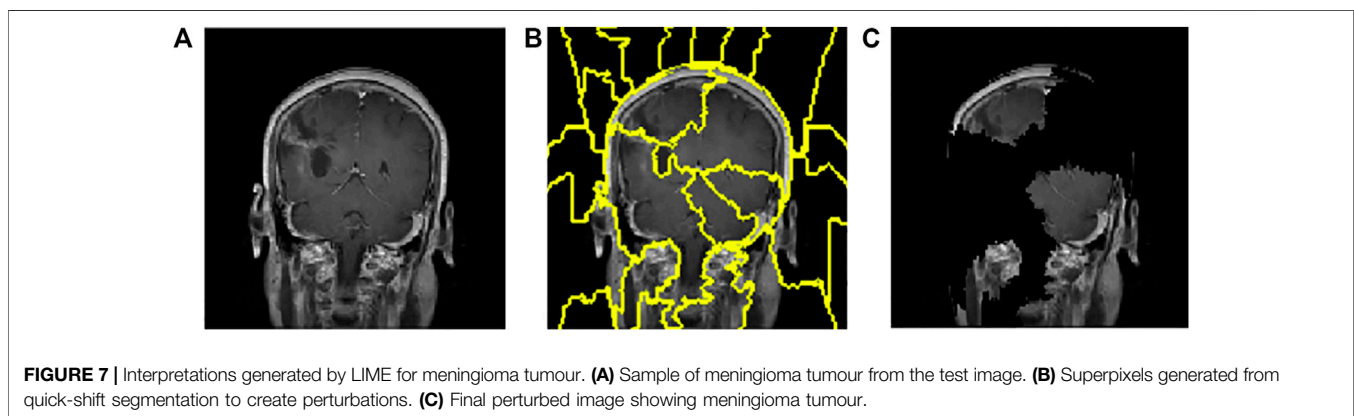 A B C
FIGURE 7 | Interpretations generated by LIME for meningioma tumour. (A) Sample of meningioma tumour from the test image. (B) Superpixels generated from
quick-shift segmentation to create perturbations. (C) Final perturbed image showing meningioma tumour.